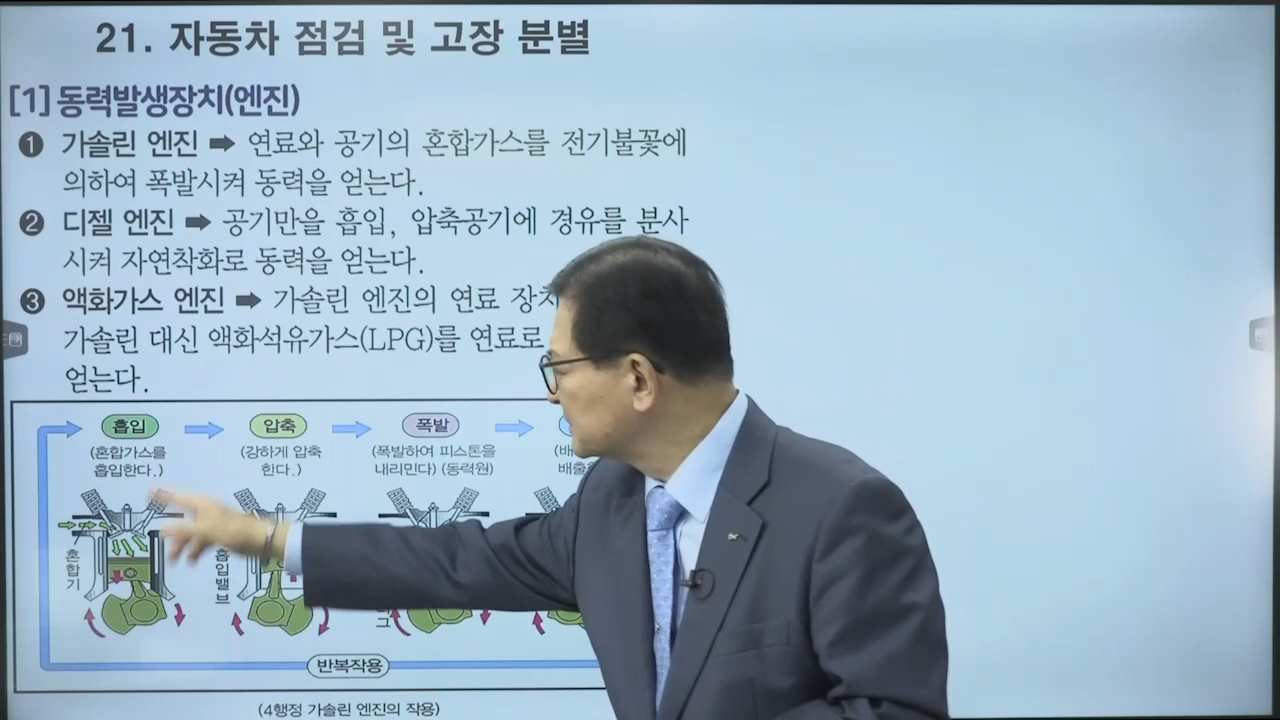 21. 자동차 점검 및 고장 분별
[1] 동력발생장치(엔진)
❶ 가솔린 엔진 ➡ 연료와 공기의 혼합가스를 전기불꽃에
의하여 폭발시켜 동력을 얻는다.
❷ 디젤 엔진 ➡ 공기만을 흡입, 압축공기에 경유를 분사
시켜 자연착화로 동력을 얻는다.
❸ 액화가스 엔진 ➡ 가솔린 엔진의 연료 장치
가솔린 대신 액화석유가스(LPG)를 연료로
얻는다.
흡입 압축 폭발
(혼합가스를 (강하게 압축 (폭발하여 피스톤을 (배
흡입한다.) 한다.) 내리민다) (동력원) 배출
혼합기
흡입밸브
그
반복작용
(4행정 가솔린 엔진의 작용)